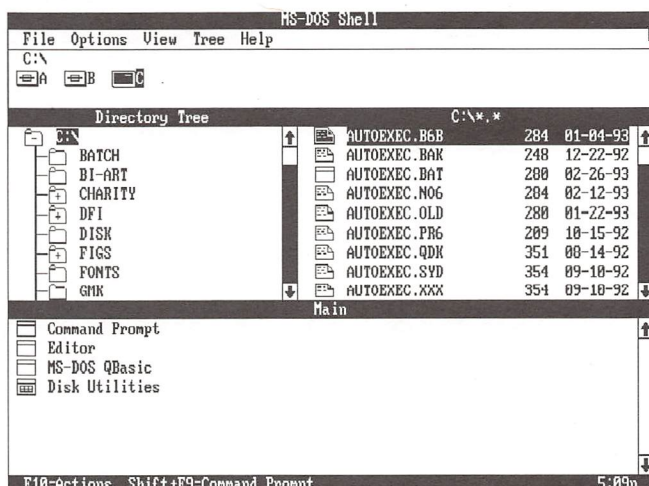 MS-DOS Shell
File Options View Tree Help
C:\
A B C
Directory Tree
C:\
BATCH
BI-ART
CHARITY
DFI
DISK
FIGS
FONTS
GMK
C:\*.*
AUTOEXEC.B6B 284 01-04-93
AUTOEXEC.BAK 248 12-22-92
AUTOEXEC.BAT 280 02-26-93
AUTOEXEC.NO6 284 02-12-93
AUTOEXEC.OLD 280 01-22-93
AUTOEXEC.PR6 209 10-15-92
AUTOEXEC.QDK 351 08-14-92
AUTOEXEC.SYD 354 09-10-92
AUTOEXEC.XXX 354 09-10-92
Main
Command Prompt
Editor
MS-DOS QBasic
Disk Utilities
F10=Actions Shift+F9=Command Prompt 5:09p